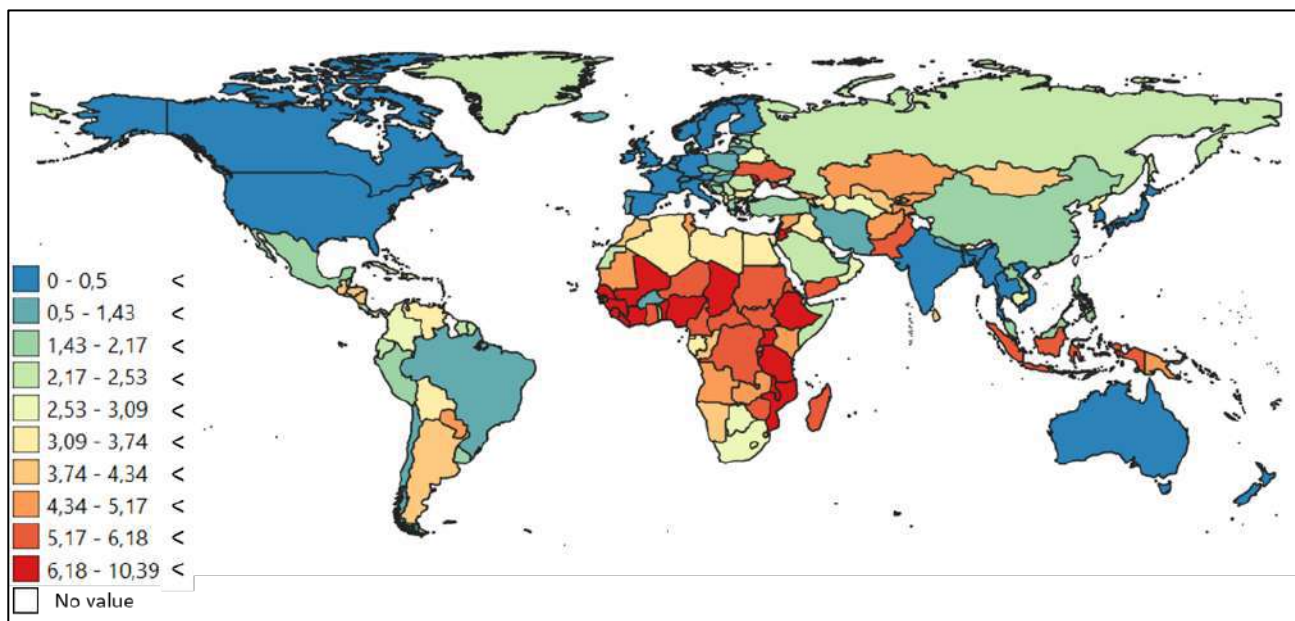 0 - 0,5 <
0,5 - 1,43 <
1,43 - 2,17 <
2,17 - 2,53 <
2,53 - 3,09 <
3,09 - 3,74 <
3,74 - 4,34 <
4,34 - 5,17 <
5,17 - 6,18 <
6,18 - 10,39 <
No value